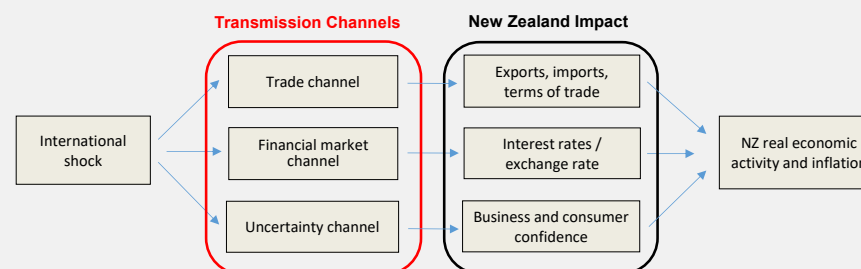 Transmission Channels
New Zealand Impact
International
shock
Trade channel
Financial market
channel
Uncertainty channel
Exports, imports,
terms of trade
Interest rates /
exchange rate
Business and consumer
confidence
NZ real economic
activity and inflation